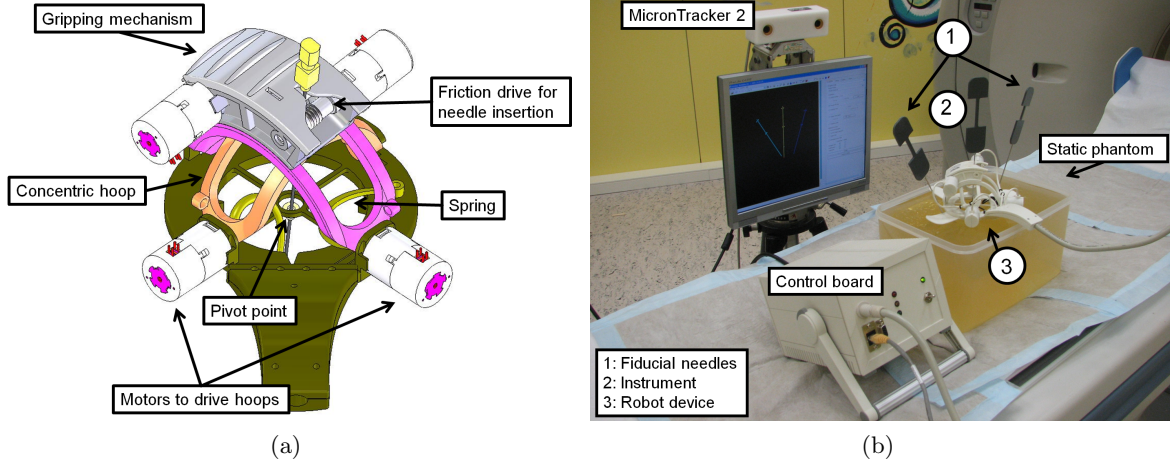 Gripping mechanism
Friction drive for
needle insertion
Concentric hoop
Spring
Pivot point
Motors to drive hoops
(a)
MicronTracker 2
1
2
Static phantom
3
Control board
1: Fiducial needles
2: Instrument
3: Robot device
(b)